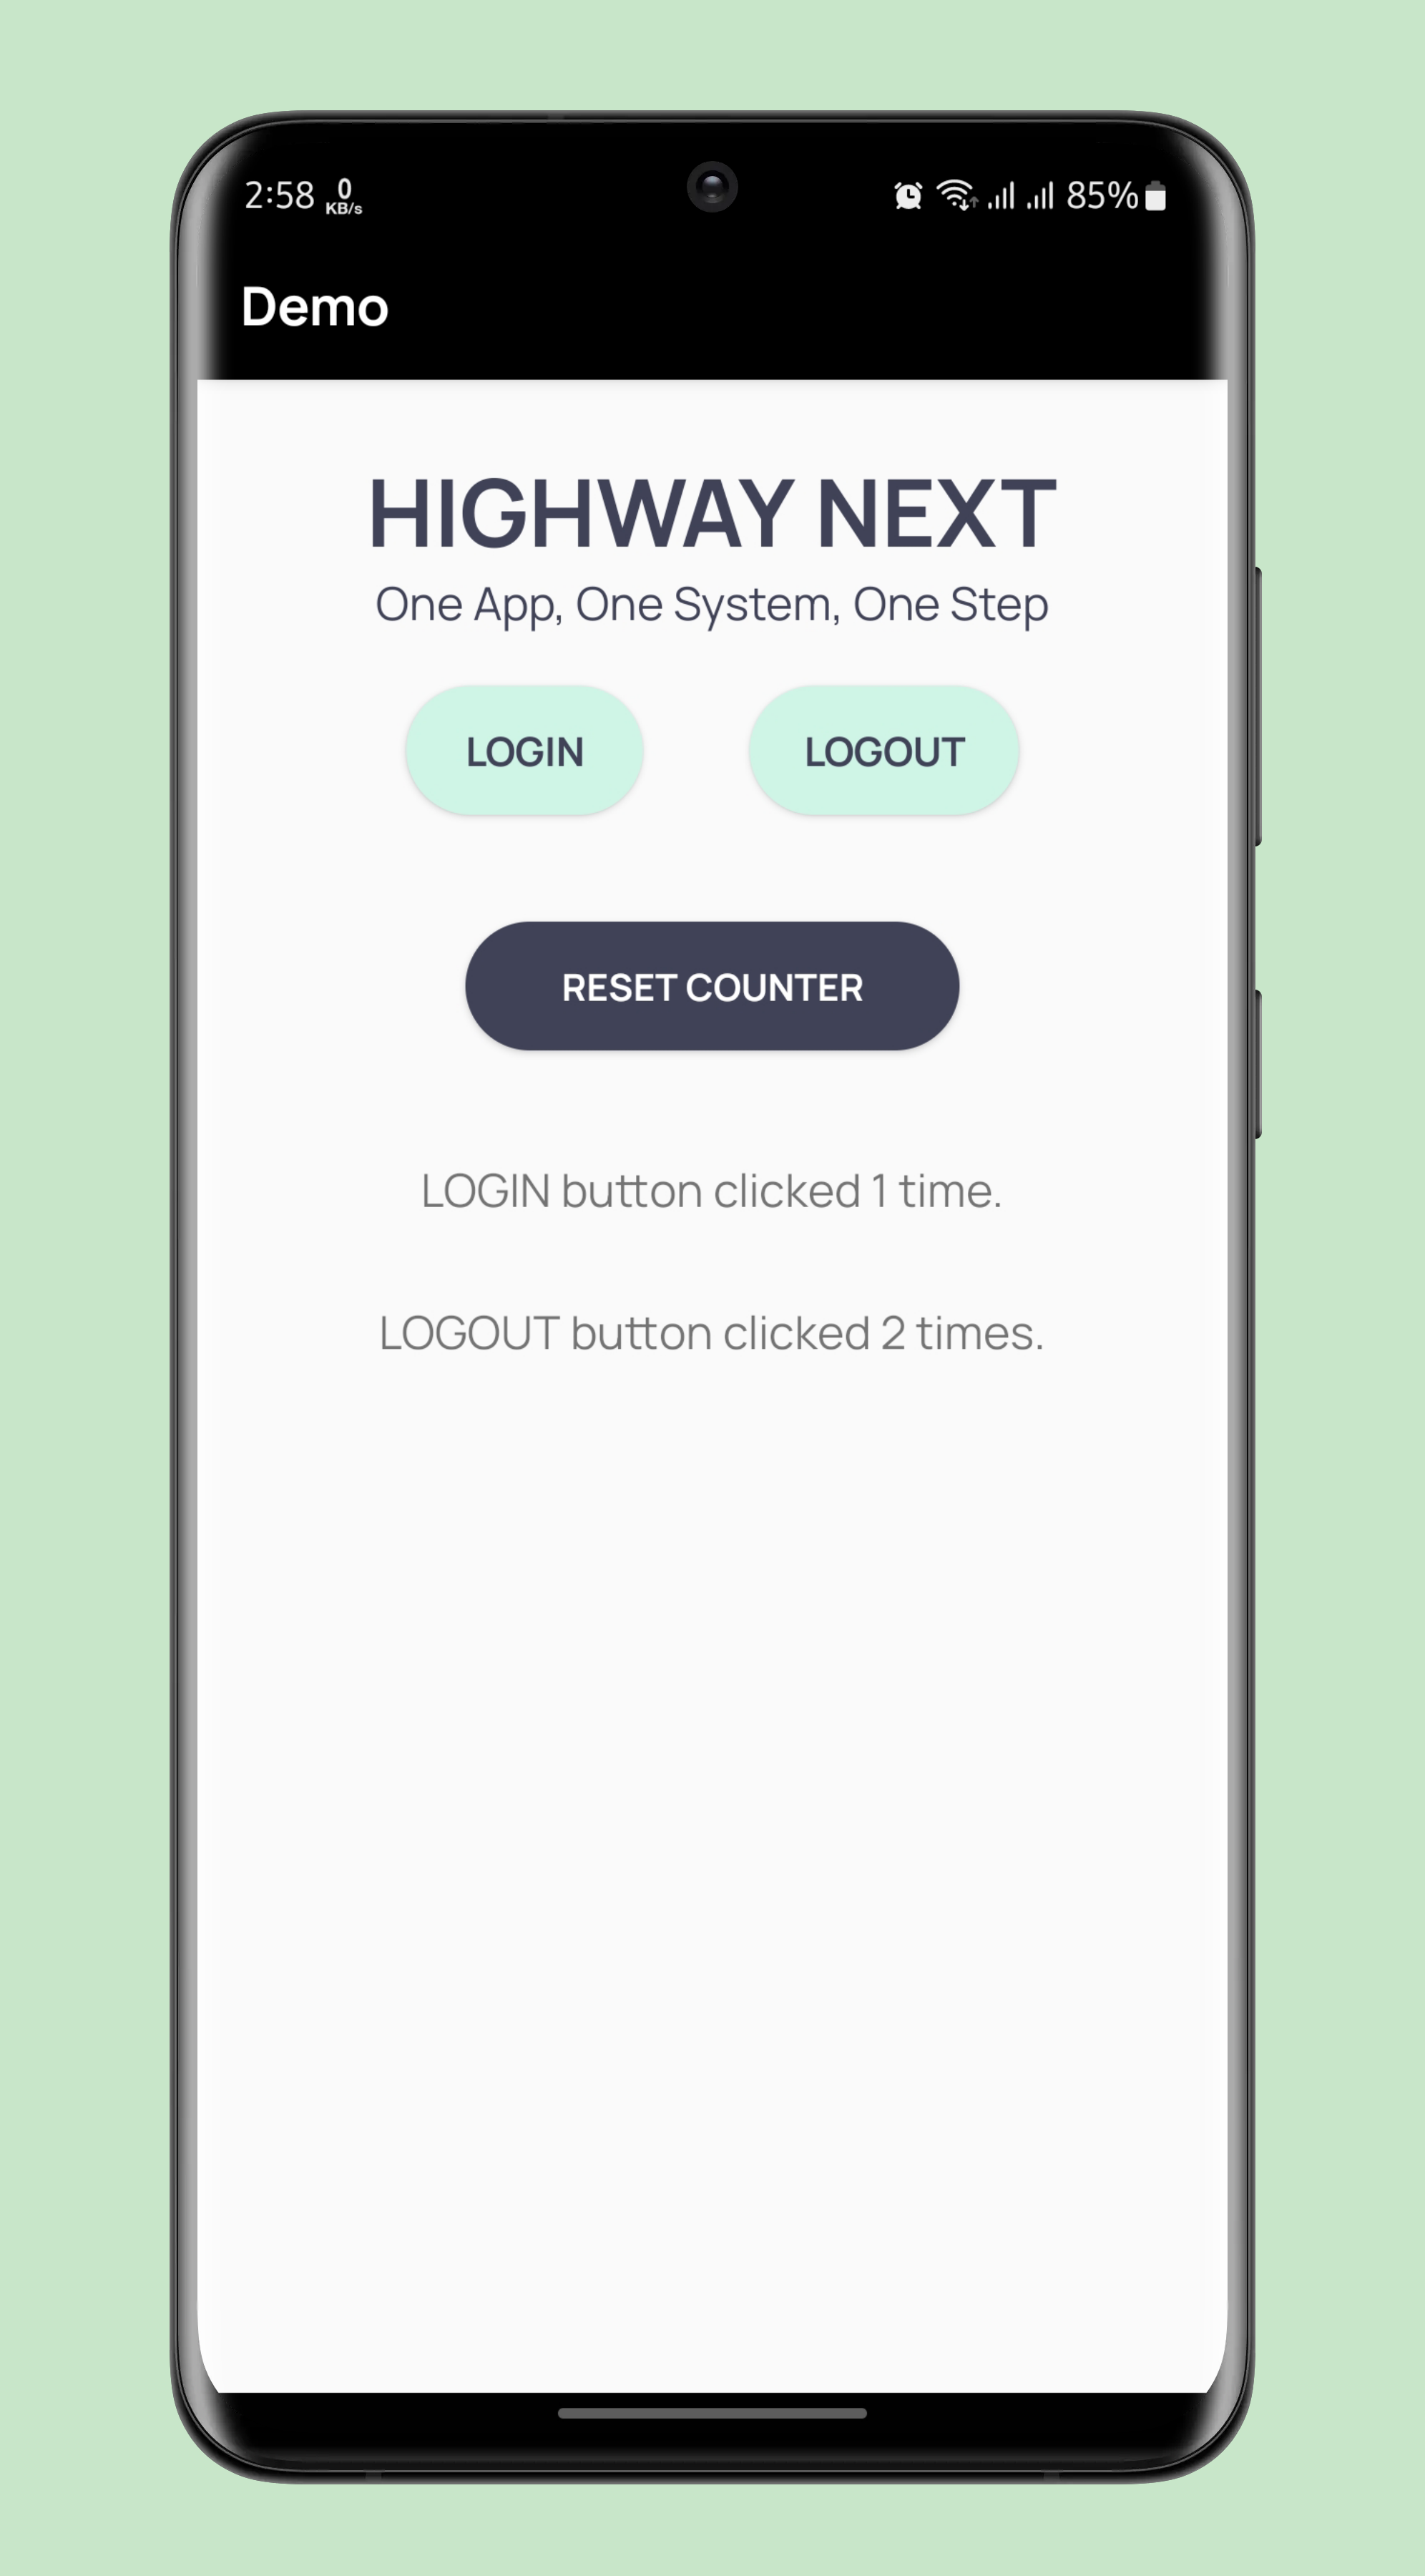 2:58 0 KB/s 85%
Demo
HIGHWAY NEXT
One App, One System, One Step
LOGIN LOGOUT
RESET COUNTER
LOGIN button clicked 1 time.
LOGOUT button clicked 2 times.